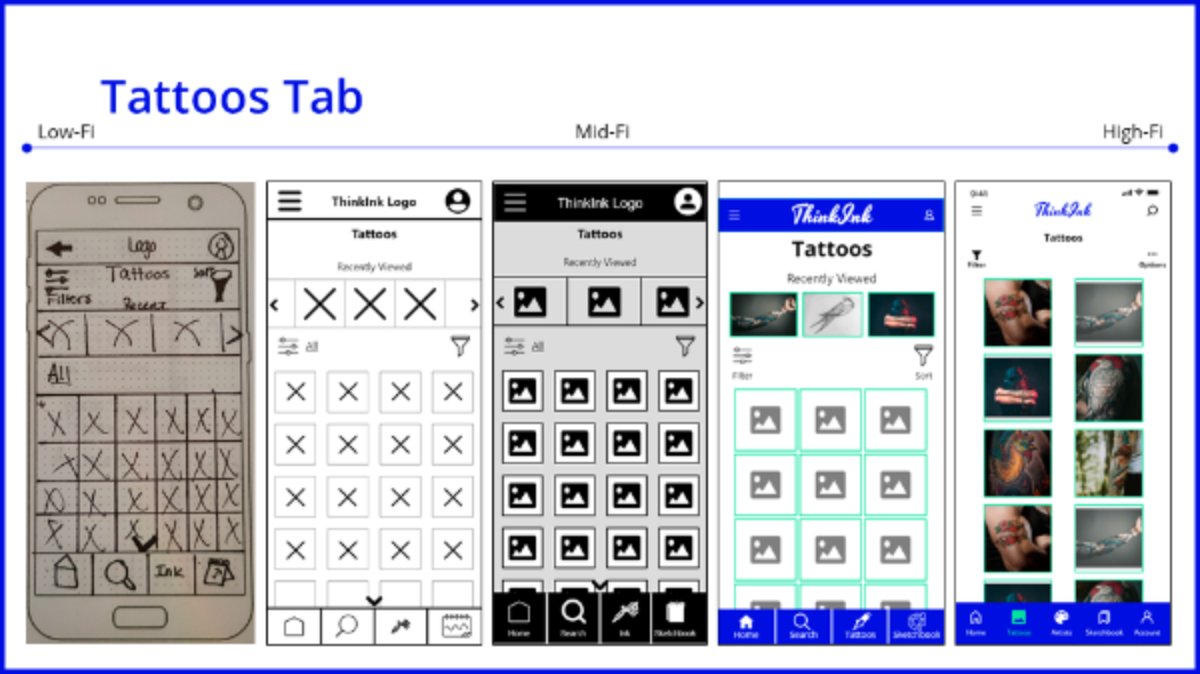 Tattoos Tab
Low-Fi
Mid-Fi
High-Fi
Logo
Tattoos
Sort
Filters
Recent
All
Ink
ThinkInk Logo
Tattoos
Recently Viewed
All
ThinkInk Logo
Tattoos
Recently Viewed
All
Home
Search
Ink
Sketchbook
ThinkInk
Tattoos
Recently Viewed
Filter
Sort
Home
Search
Tattoos
Sketchbook
9:41
ThinkInk
Tattoos
Filter
Options
Home
Tattoos
Artists
Sketchbook
Account